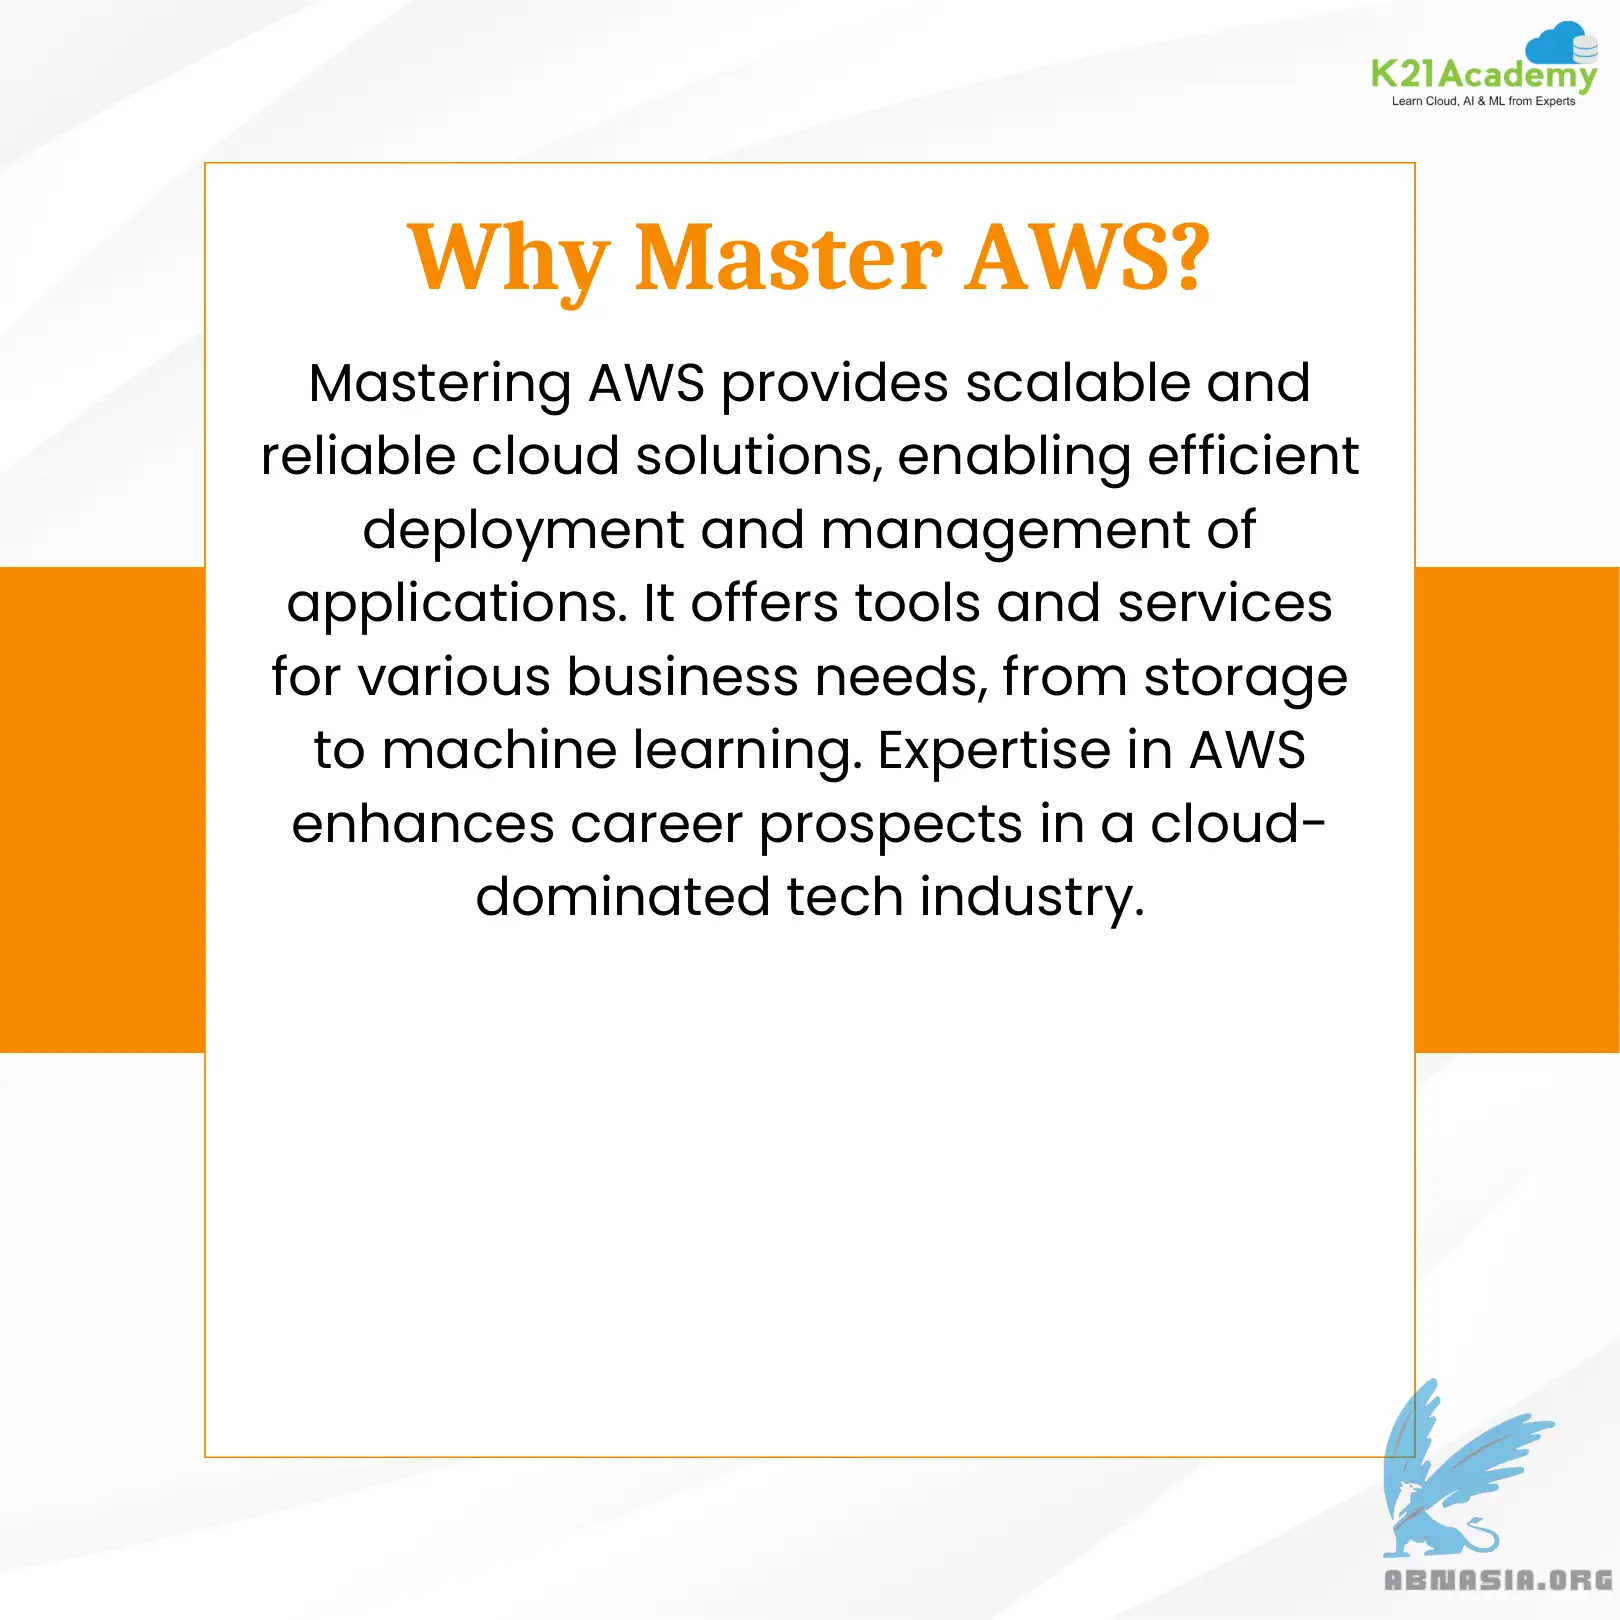 K21Academy
Learn Cloud, AI & ML from Experts
Why Master AWS?
Mastering AWS provides scalable and
reliable cloud solutions, enabling efficient
deployment and management of
applications. It offers tools and services
for various business needs, from storage
to machine learning. Expertise in AWS
enhances career prospects in a cloud-
dominated tech industry.
ABNASIA.ORG